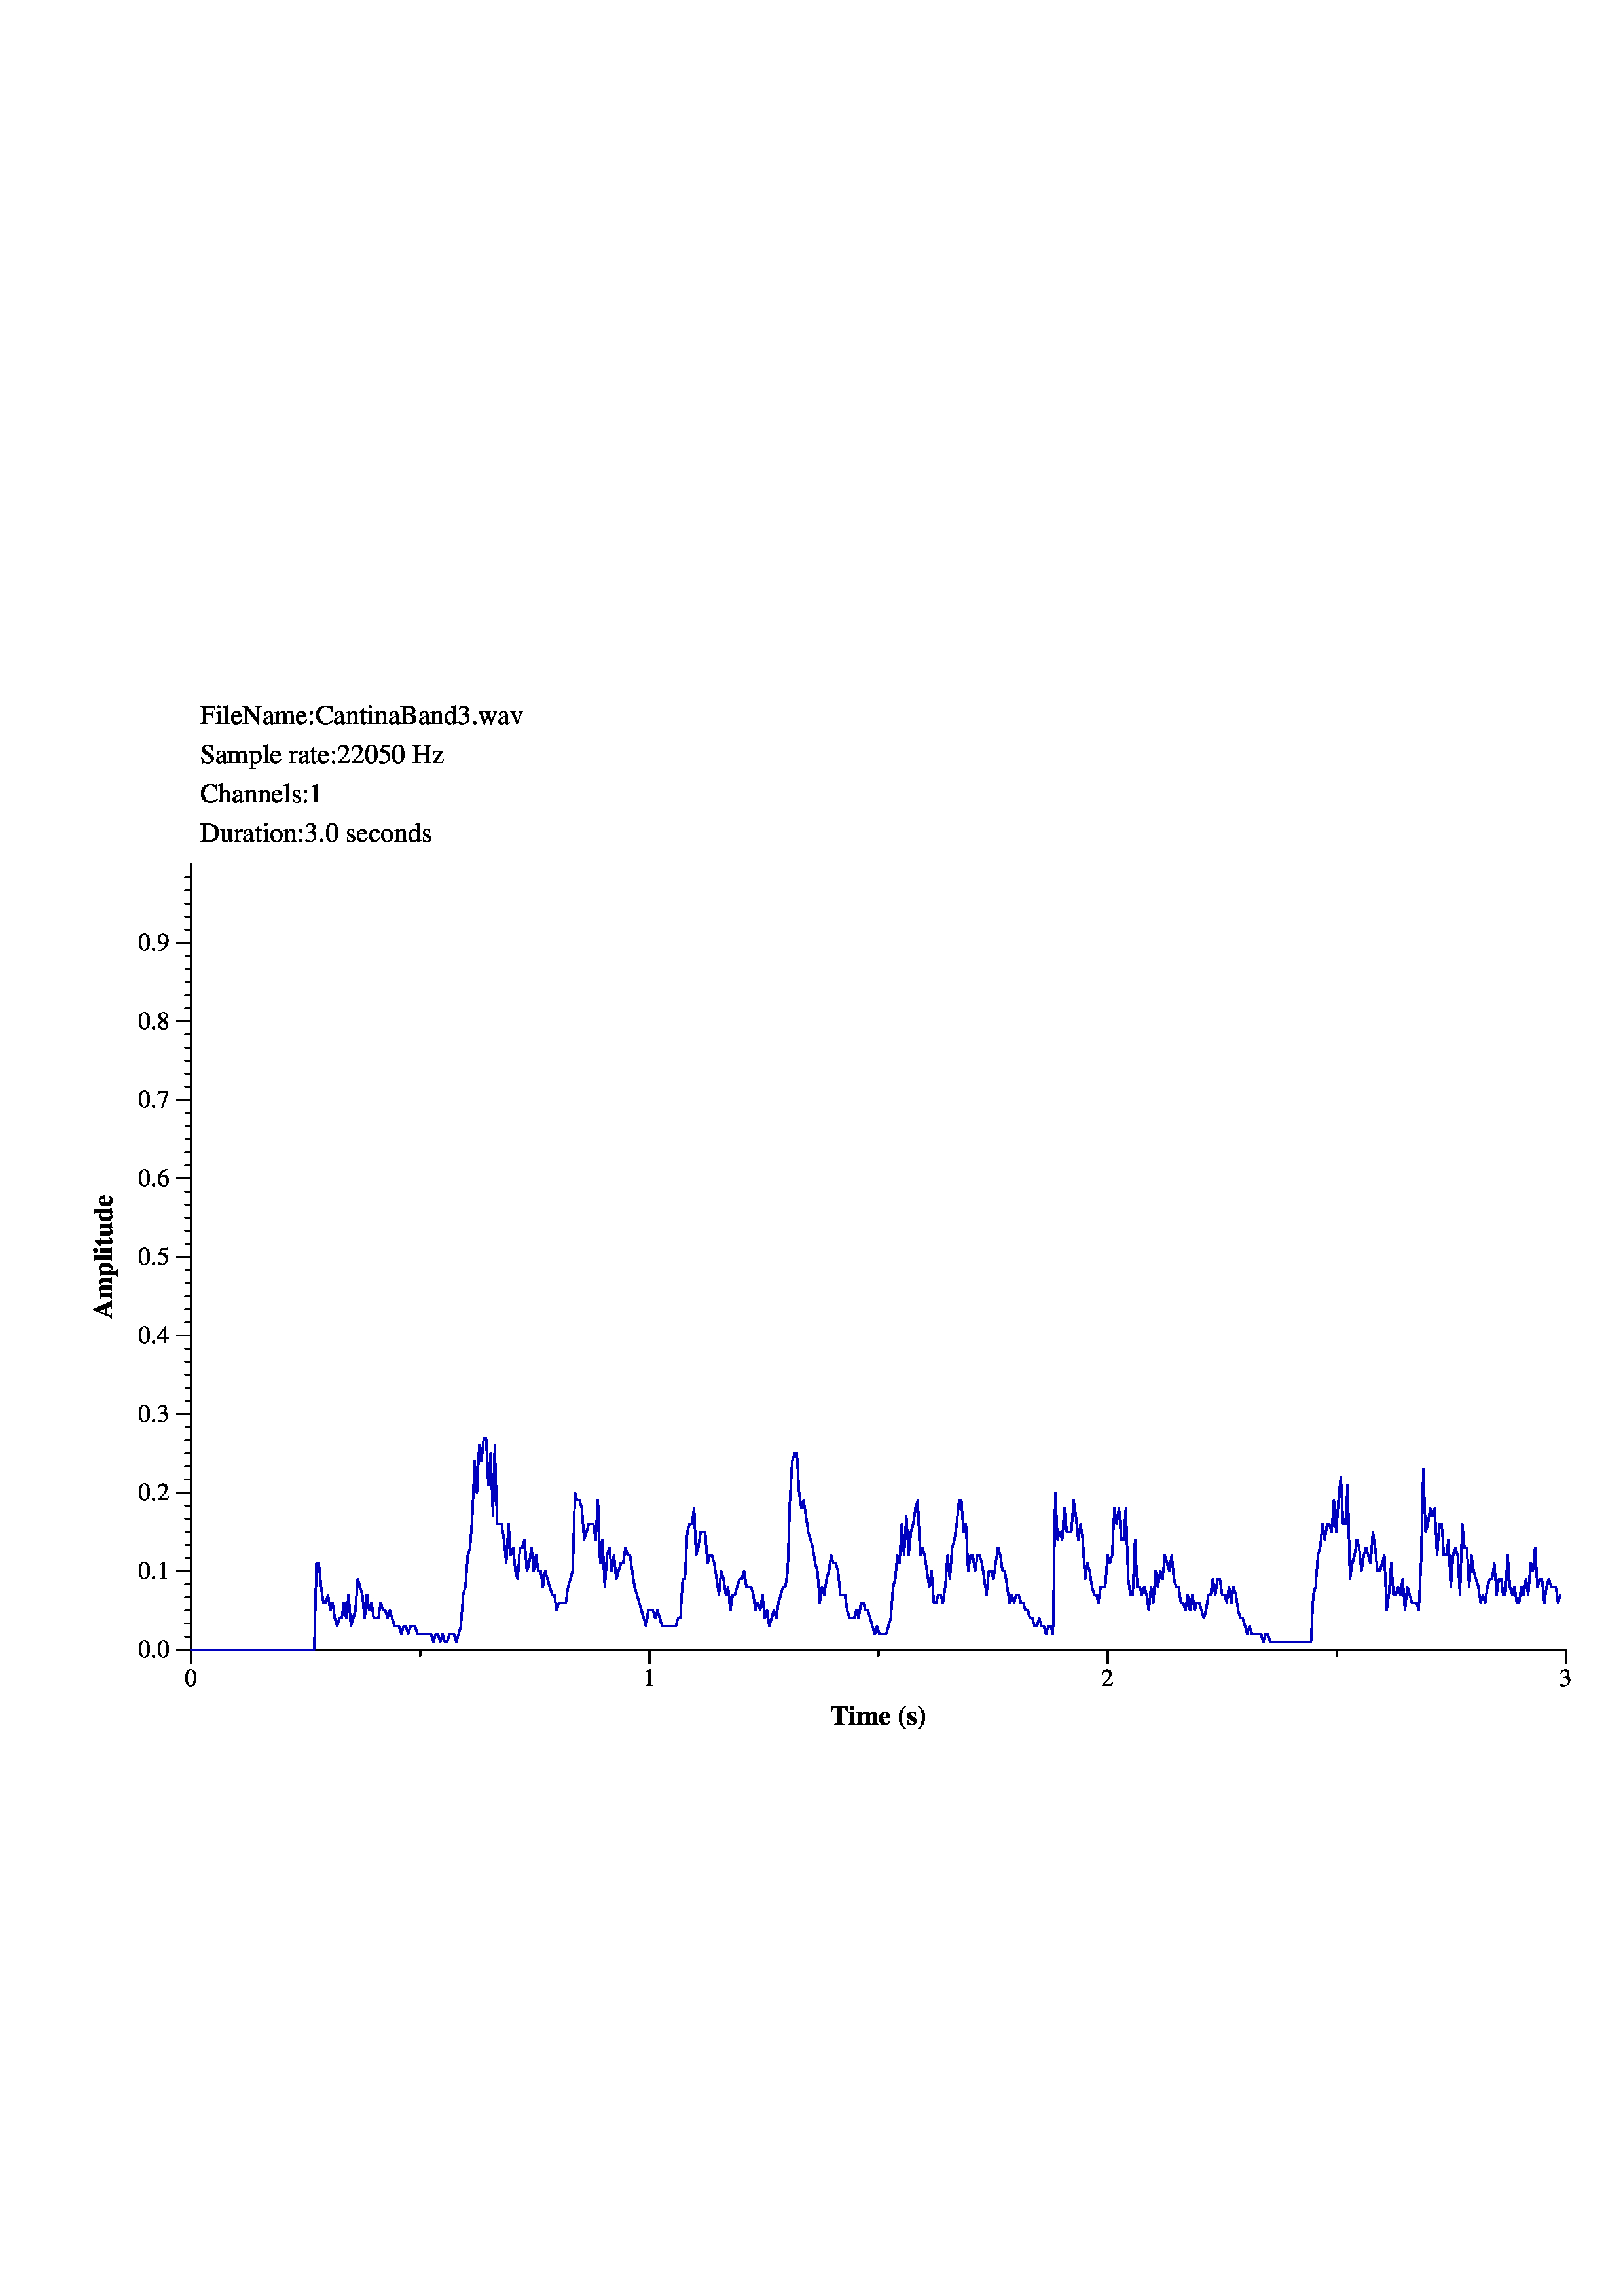 FileName:CantinaBand3.wav
Sample rate:22050 Hz
Channels:1
Duration:3.0 seconds
0.9
0.8
0.7
0.6
0.5
0.4
0.3
0.2
0.1
0.0
Amplitude
0 1 2 3
Time (s)